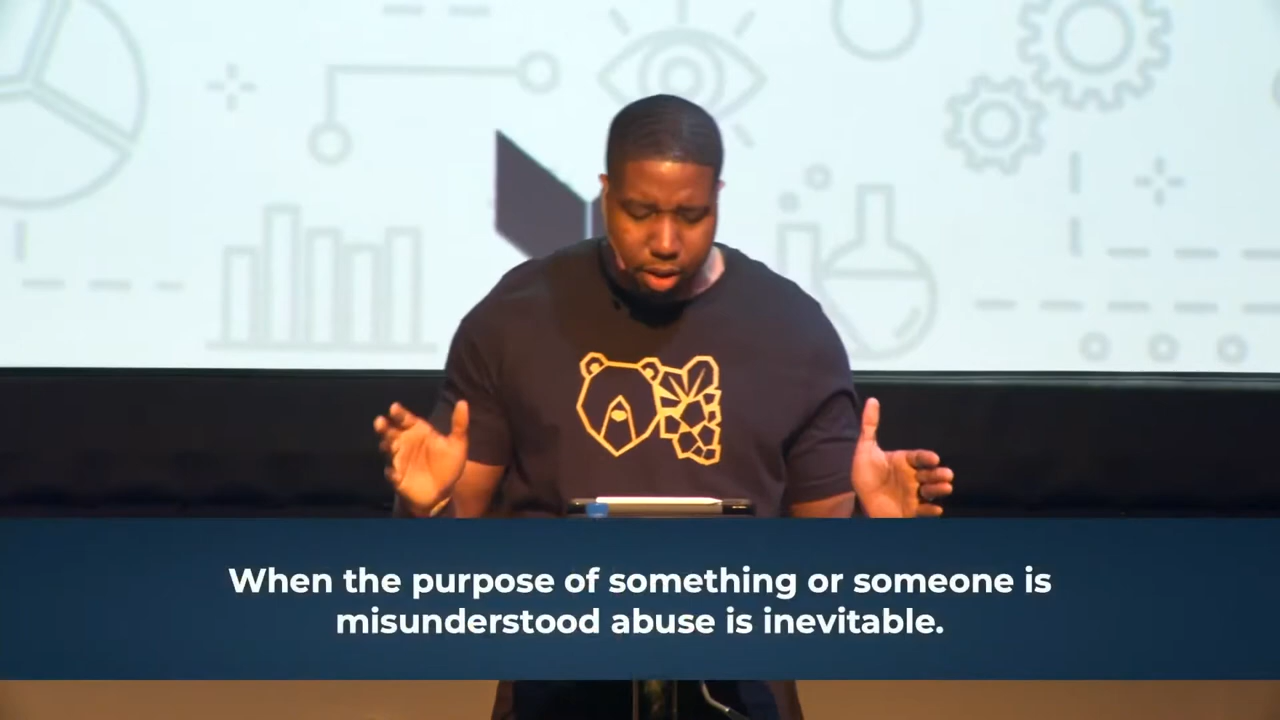 When the purpose of something or someone is
misunderstood abuse is inevitable.